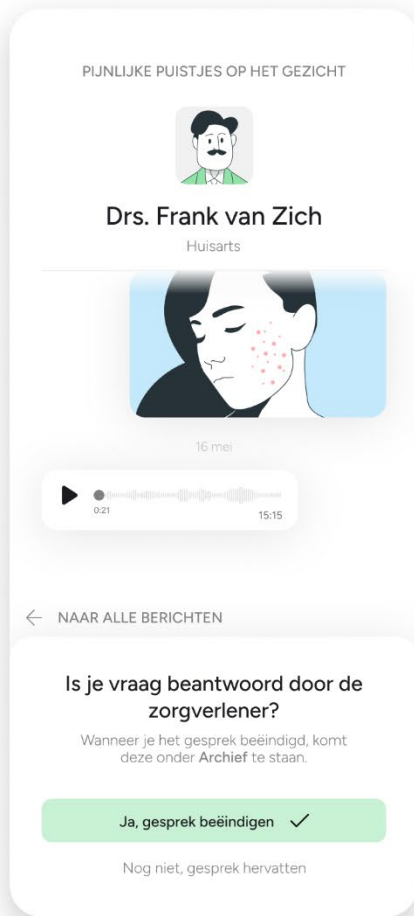 PIJNLIJKE PUISTJES OP HET GEZICHT
Drs. Frank van Zich
Huisarts
16 mei
0:21
15:15
NAAR ALLE BERICHTEN
Is je vraag beantwoord door de
zorgverlener?
Wanneer je het gesprek beëindigd, komt
deze onder Archief te staan.
Ja, gesprek beëindigen
Nog niet, gesprek hervatten